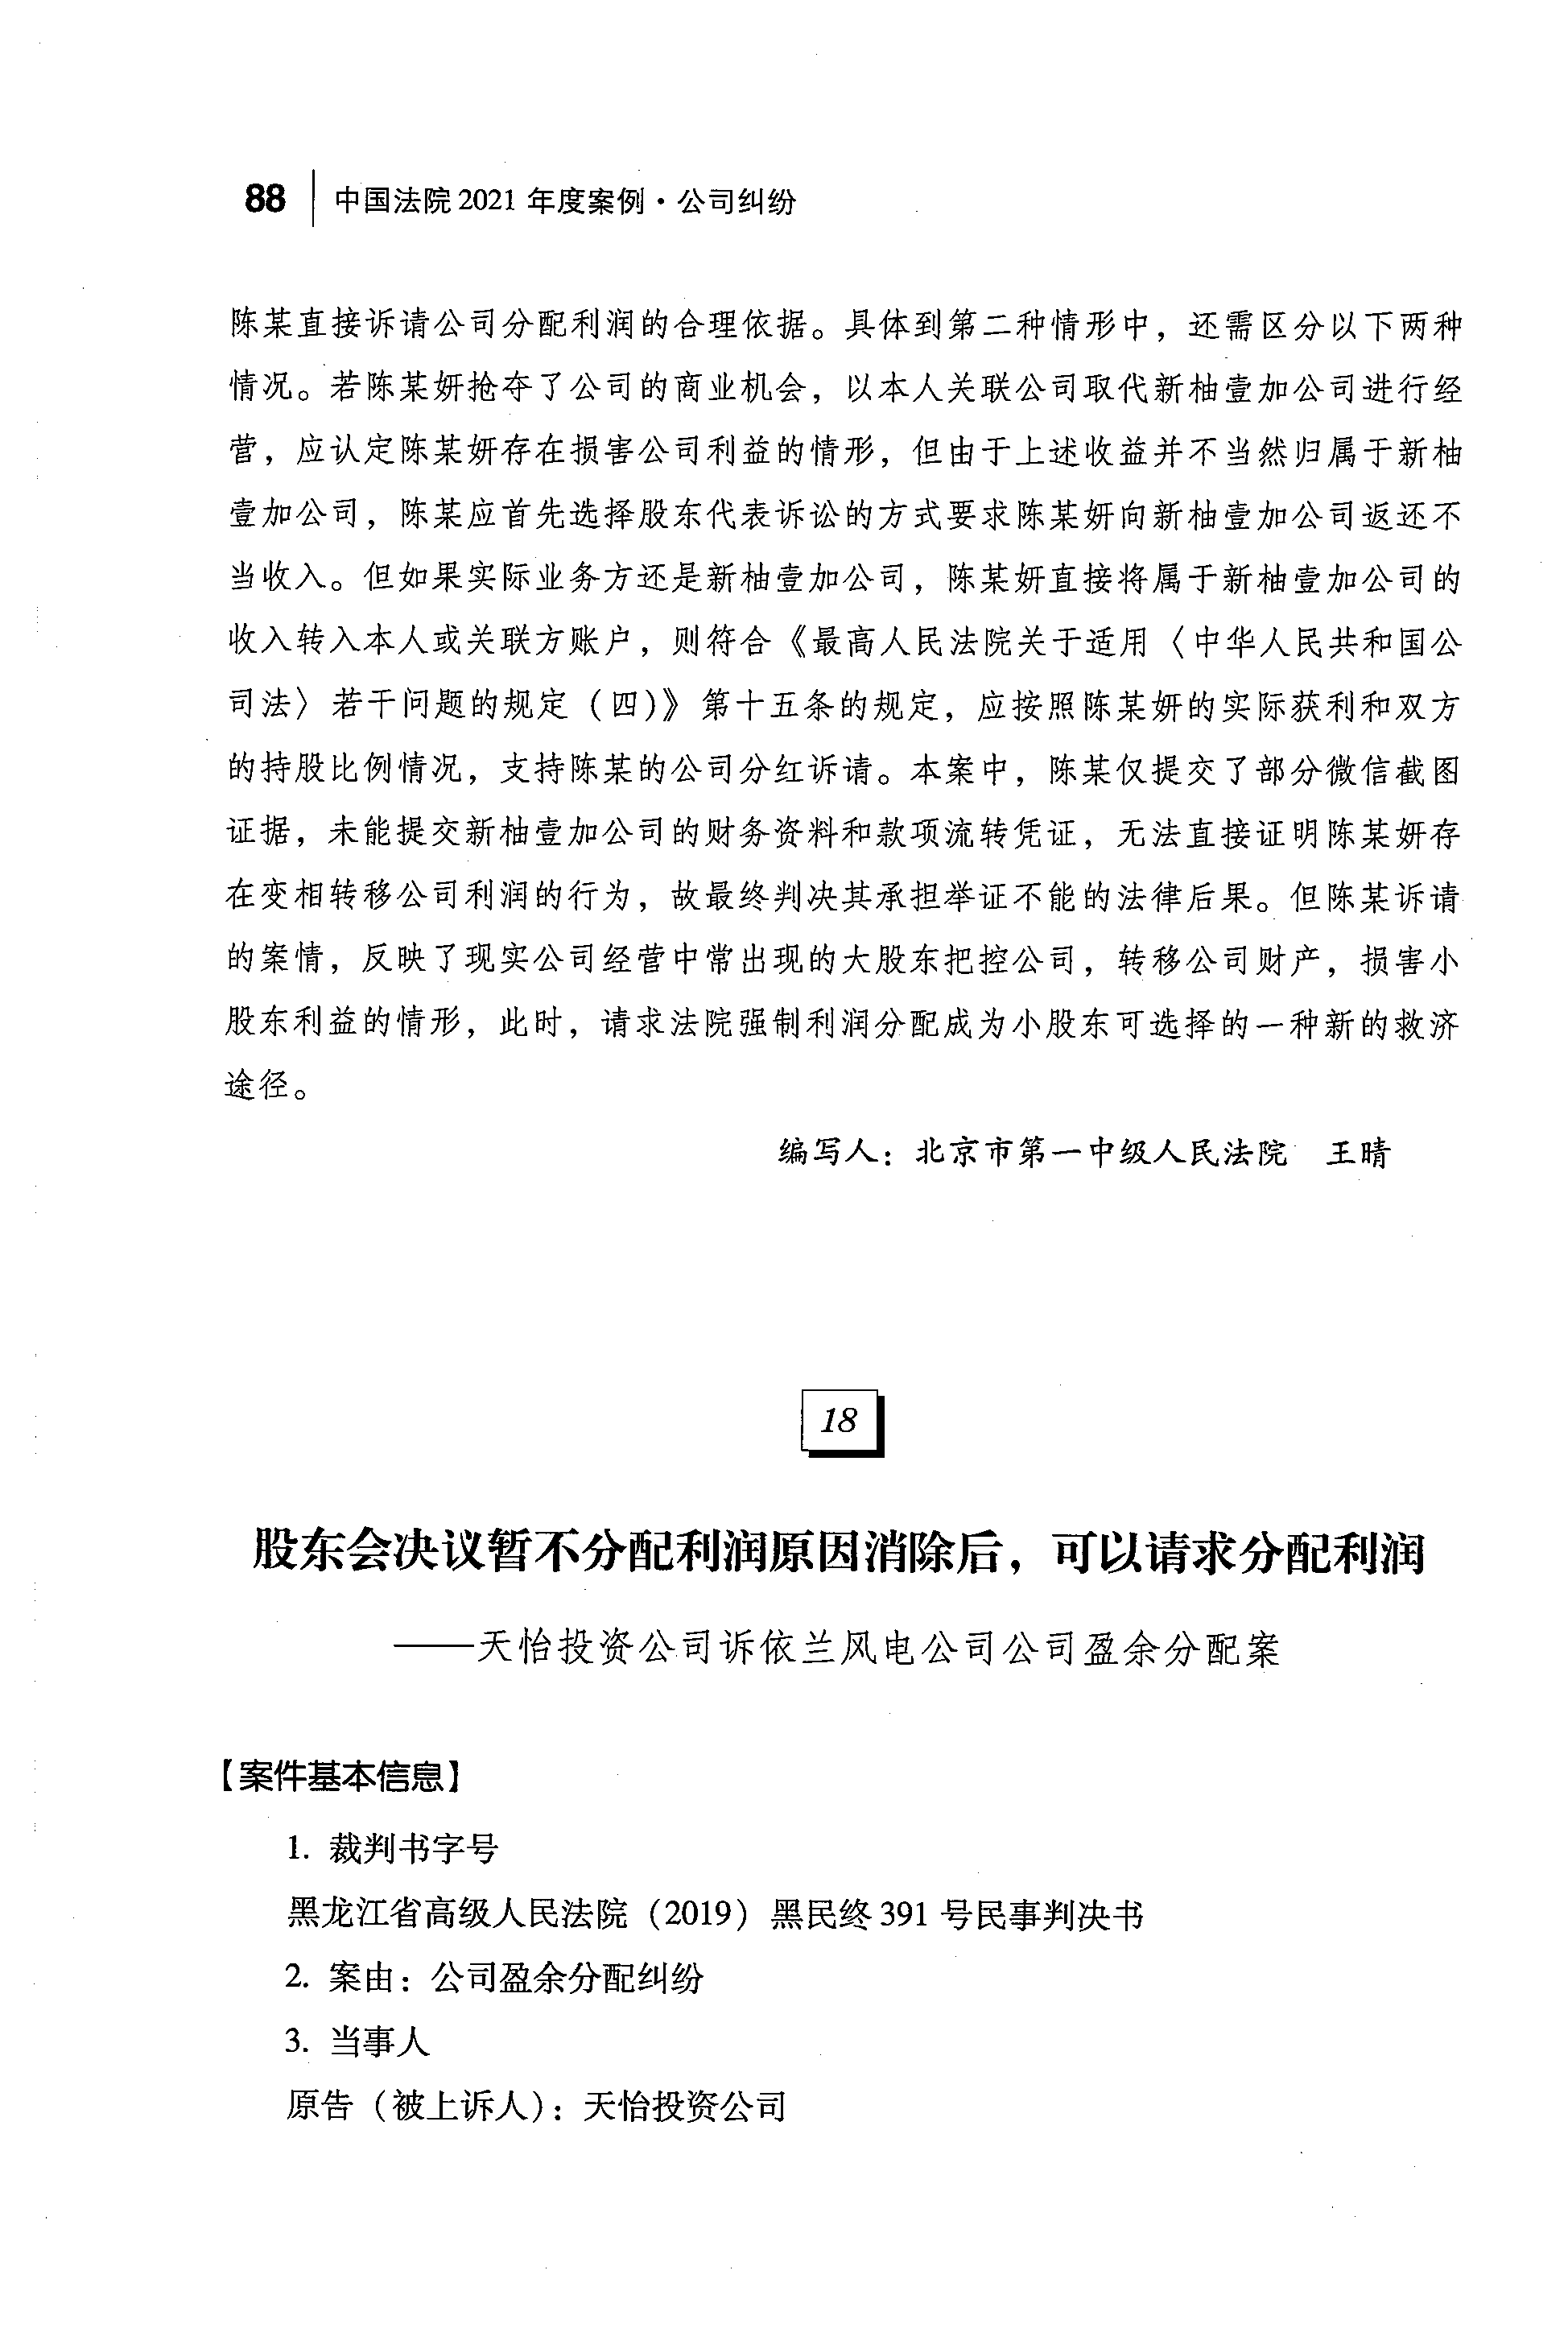 88 中国法院 2021 年度案例·公司纠纷
陈某直接诉请公司分配利润的合理依据。具体到第二种情形中，还需区分以下两种
情况。若陈某妍抢夺了公司的商业机会，以本人关联公司取代新柚壹加公司进行经
营，应认定陈某妍存在损害公司利益的情形，但由于上述收益并不当然归属于新柚
壹加公司，陈某应首先选择股东代表诉讼的方式要求陈某妍向新柚壹加公司返还不
当收入。但如果实际业务方还是新柚壹加公司，陈某妍直接将属于新柚壹加公司的
收入转入本人或关联方账户，则符合《最高人民法院关于适用〈中华人民共和国公
司法〉若干问题的规定（四）》第十五条的规定，应按照陈某妍的实际获利和双方
的持股比例情况，支持陈某的公司分红诉请。本案中，陈某仅提交了部分微信截图
证据，未能提交新柚壹加公司的财务资料和款项流转凭证，无法直接证明陈某妍存
在变相转移公司利润的行为，故最终判决其承担举证不能的法律后果。但陈某诉请
的案情，反映了现实公司经营中常出现的大股东把控公司，转移公司财产，损害小
股东利益的情形，此时，请求法院强制利润分配成为小股东可选择的一种新的救济
途径。
编写人：北京市第一中级人民法院 王晴
18
股东会决议暂不分配利润原因消除后，可以请求分配利润
——天怡投资公司诉依兰风电公司公司盈余分配案
【案件基本信息】
1. 裁判书字号
黑龙江省高级人民法院（2019）黑民终 391 号民事判决书
2. 案由：公司盈余分配纠纷
3. 当事人
原告（被上诉人）：天怡投资公司